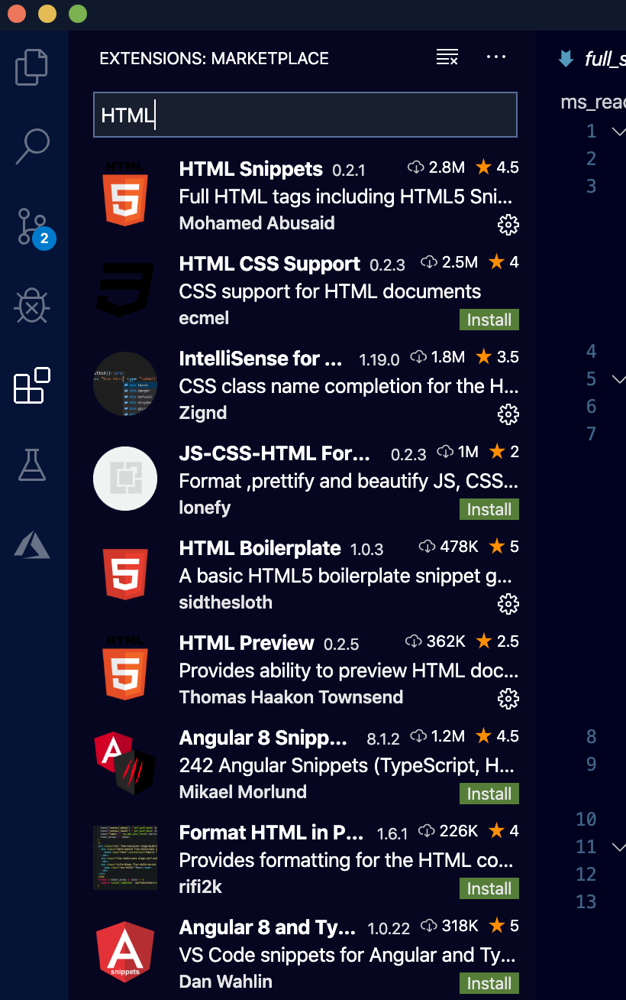 EXTENSIONS: MARKETPLACE
full_s
HTML
ms_read
HTML Snippets 0.2.1 2.8M 4.5
Full HTML tags including HTML5 Sni...
Mohamed Abusaid
HTML CSS Support 0.2.3 2.5M 4
CSS support for HTML documents
ecmel Install
IntelliSense for ... 1.19.0 1.8M 3.5
CSS class name completion for the H...
Zignd
JS-CSS-HTML For... 0.2.3 1M 2
Format ,prettify and beautify JS, CSS...
lonefy Install
HTML Boilerplate 1.0.3 478K 5
A basic HTML5 boilerplate snippet g...
sidthesloth
HTML
HTML Preview 0.2.5 362K 2.5
Provides ability to preview HTML doc...
Thomas Haakon Townsend
Angular 8 Snipp... 8.1.2 1.2M 4.5
242 Angular Snippets (TypeScript, H...
Mikael Morlund Install
Format HTML in P... 1.6.1 226K 4
Provides formatting for the HTML co...
rifi2k Install
Angular 8 and Ty... 1.0.22 318K 5
VS Code snippets for Angular and Ty...
Dan Wahlin Install
snippets
HTML
2
1
2
3
4
5
6
7
8
9
10
11
12
13